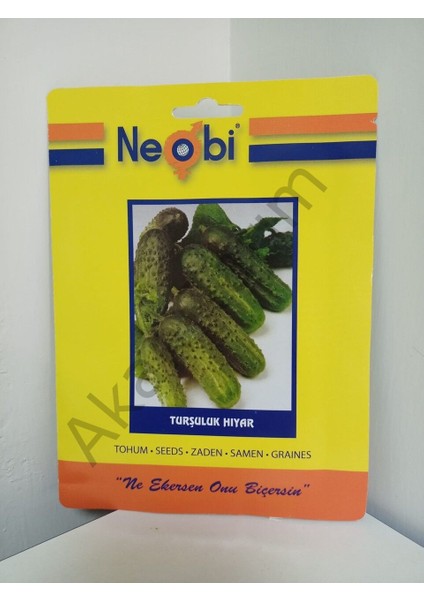 Neobi®
TURŞULUK HIYAR
TOHUM • SEEDS • ZADEN • SAMEN • GRAINES
"Ne Ekersen Onu Biçersin"